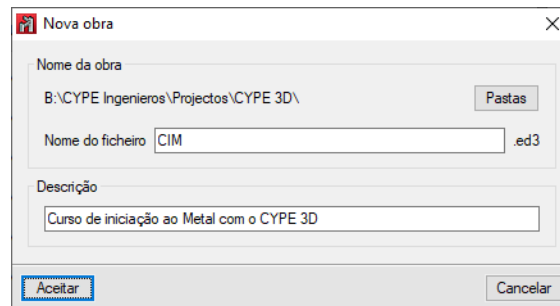 Nova obra
Nome da obra
B:\CYPE Ingenieros\Projectos\CYPE 3D\
Pastas
Nome do ficheiro CIM .ed3
Descrição
Curso de iniciação ao Metal com o CYPE 3D
Aceitar Cancelar